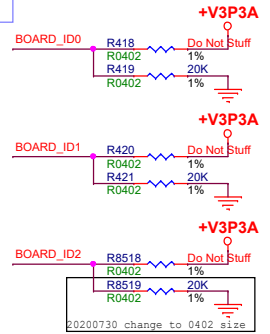 +V3P3A
BOARD_ID0 R418 Do Not Stuff
R0402 1%
R419 20K
R0402 1%
+V3P3A
BOARD_ID1 R420 Do Not Stuff
R0402 1%
R421 20K
R0402 1%
+V3P3A
BOARD_ID2 R8518 Do Not Stuff
R0402 1%
R8519 20K
R0402 1%
20200730 change to 0402 size